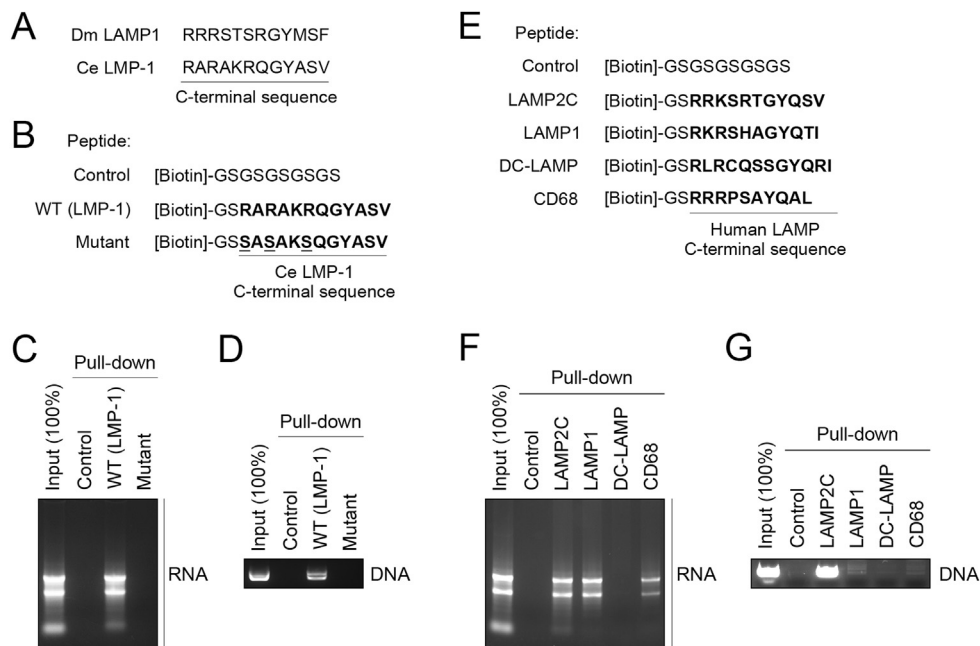 A
Dm LAMP1 RRRSTSRGYMSF
Ce LMP-1 RARAKRQGYASV
C-terminal sequence
B
Peptide:
Control [Biotin]-GSGSGSGSGS
WT (LMP-1) [Biotin]-GSRARAKRQGYASV
Mutant [Biotin]-GSSASAKSQGYASV
Ce LMP-1
C-terminal sequence
C
Pull-down
Input (100%)
Control
WT (LMP-1)
Mutant
RNA
D
Pull-down
Input (100%)
Control
WT (LMP-1)
Mutant
DNA
E
Peptide:
Control [Biotin]-GSGSGSGSGS
LAMP2C [Biotin]-GSRRKSRTGYQSV
LAMP1 [Biotin]-GSRKRSHAGYQTI
DC-LAMP [Biotin]-GSRLRCQSSGYQRI
CD68 [Biotin]-GSRRRPSAYQAL
Human LAMP
C-terminal sequence
F
Pull-down
Input (100%)
Control
LAMP2C
LAMP1
DC-LAMP
CD68
RNA
G
Pull-down
Input (100%)
Control
LAMP2C
LAMP1
DC-LAMP
CD68
DNA